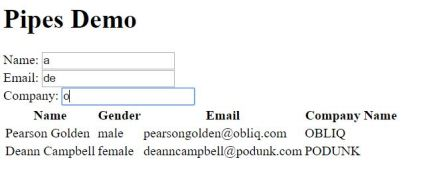 Pipes Demo
Name: a
Email: de
Company: o
Name Gender Email Company Name
Pearson Golden male pearsongolden@obliq.com OBLIQ
Deann Campbell female deanncampbell@podunk.com PODUNK